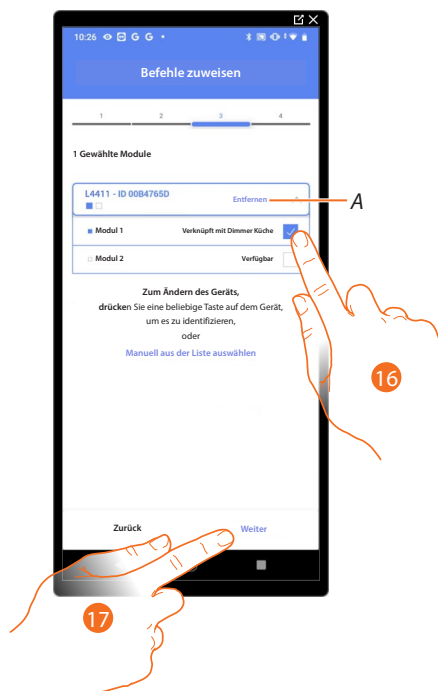 10:26 G G
Befehle zuweisen
1 2 3 4
1 Gewählte Module
L4411 - ID 00B4765D Entfernen
A
Modul 1 Verknüpft mit Dimmer Küche
Modul 2 Verfügbar
Zum Ändern des Geräts,
drücken Sie eine beliebige Taste auf dem Gerät,
um es zu identifizieren,
oder
Manuell aus der Liste auswählen
16
Zurück Weiter
17